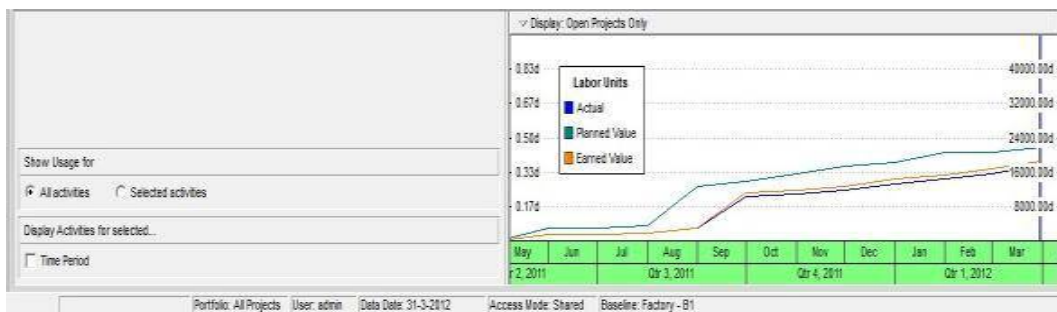 Display: Open Projects Only
0.83d
40000.00d
Labor Units
0.67d
32000.00d
Actual
0.50d
Planned Value
24000.00d
Earned Value
Show Usage for
0.33d
16000.00d
All activities Selected activities
0.17d
8000.00d
Display Activities for selected...
May Jun Jul Aug Sep Oct Nov Dec Jan Feb Mar
Time Period
r 2, 2011 Qtr 3, 2011 Qtr 4, 2011 Qtr 1, 2012
Portfolio: All Projects User: admin Data Date: 31-3-2012 Access Mode: Shared Baseline: Factory - B1